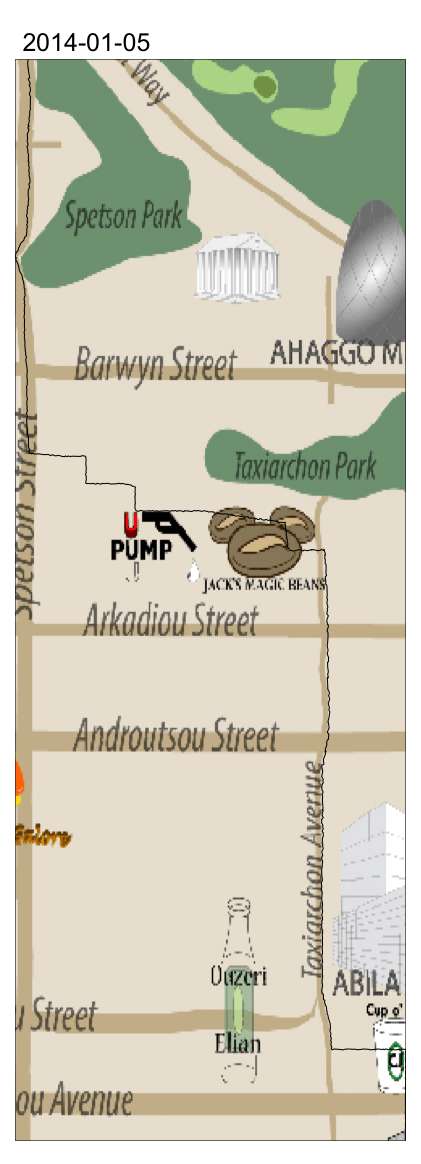 2014-01-05
Way
Spetson Park
AHAGGO M
Barwyn Street
Spetson Street
Taxiarchon Park
U
PUMP
JACK'S MAGIC BEANS
Arkadiou Street
Androutsou Street
Taxiarchon Avenue
Galore
Ouzeri
ABILA
Cup o'
u Street
Elian
ou Avenue